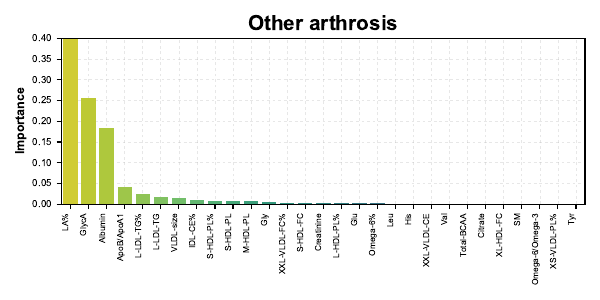 Other arthrosis
Importance
0.40
0.35
0.30
0.25
0.20
0.15
0.10
0.05
0.00
LA%
GlycA
Albumin
ApoB/ApoA1
L-LDL-TG%
L-LDL-TG
VLDL-size
IDL-CE%
S-HDL-PL%
S-HDL-PL
M-HDL-PL
Gly
XXL-VLDL-FC%
S-HDL-FC
Creatinine
L-HDL-PL%
Glu
Omega-6%
Leu
His
XXL-VLDL-CE
Val
Total-BCAA
Citrate
XL-HDL-FC
SM
Omega-6/Omega-3
XS-VLDL-PL%
Tyr